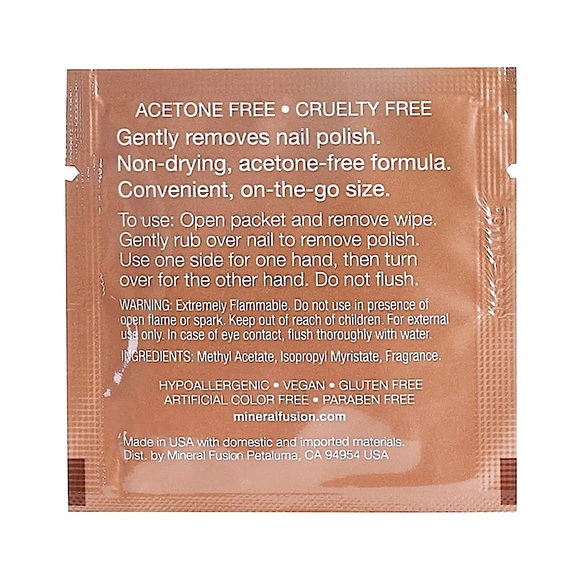 ACETONE FREE • CRUELTY FREE
Gently removes nail polish.
Non-drying, acetone-free formula.
Convenient, on-the-go size.
To use: Open packet and remove wipe.
Gently rub over nail to remove polish.
Use one side for one hand, then turn
over for the other hand. Do not flush.
WARNING: Extremely Flammable. Do not use in presence of
open flame or spark. Keep out of reach of children. For external
use only. In case of eye contact, flush thoroughly with water.
INGREDIENTS: Methyl Acetate, Isopropyl Myristate, Fragrance.
HYPOALLERGENIC • VEGAN • GLUTEN FREE
ARTIFICIAL COLOR FREE • PARABEN FREE
mineralfusion.com
Made in USA with domestic and imported materials.
Dist. by Mineral Fusion Petaluma, CA 94954 USA